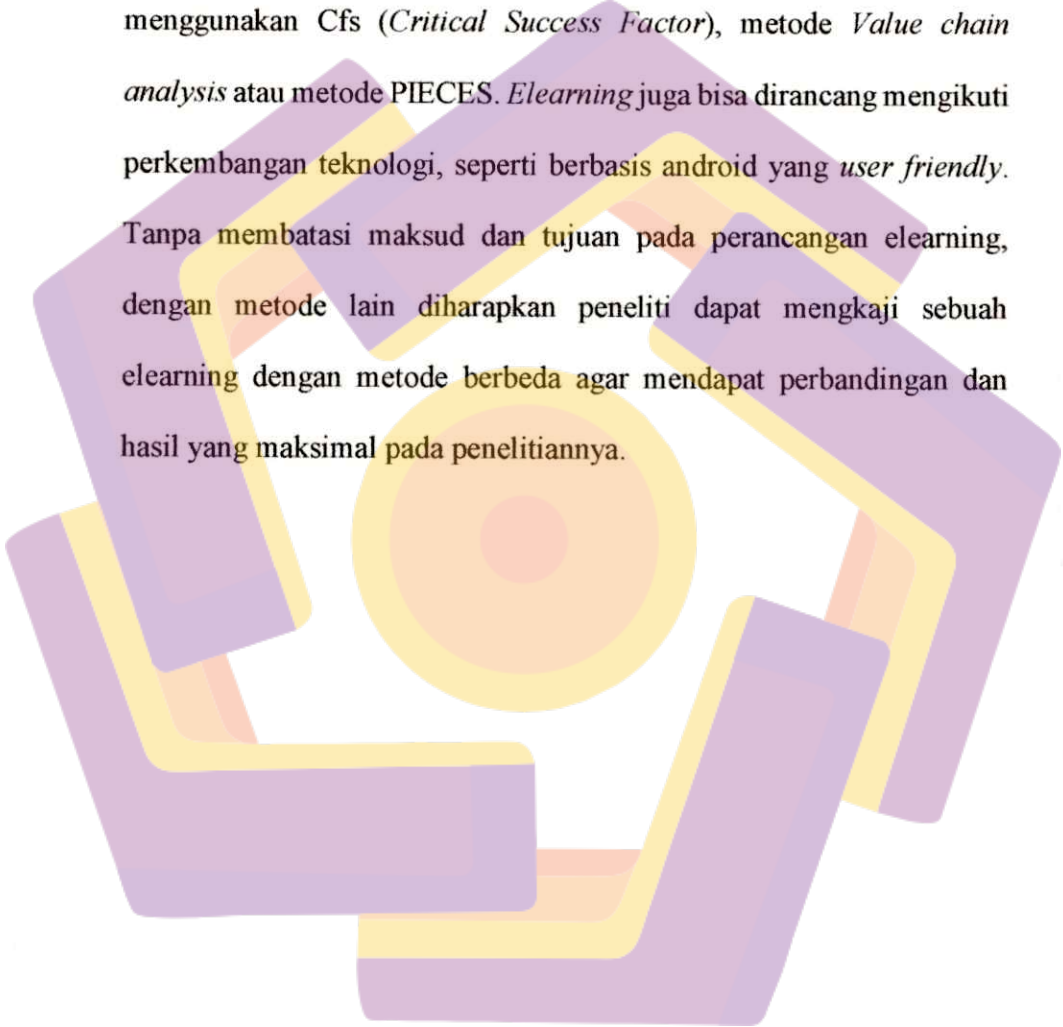 menggunakan Cfs (Critical Success Factor), metode Value chain
analysis atau metode PIECES. Elearning juga bisa dirancang mengikuti
perkembangan teknologi, seperti berbasis android yang user friendly.
Tanpa membatasi maksud dan tujuan pada perancangan elearning,
dengan metode lain diharapkan peneliti dapat mengkaji sebuah
elearning dengan metode berbeda agar mendapat perbandingan dan
hasil yang maksimal pada penelitiannya.